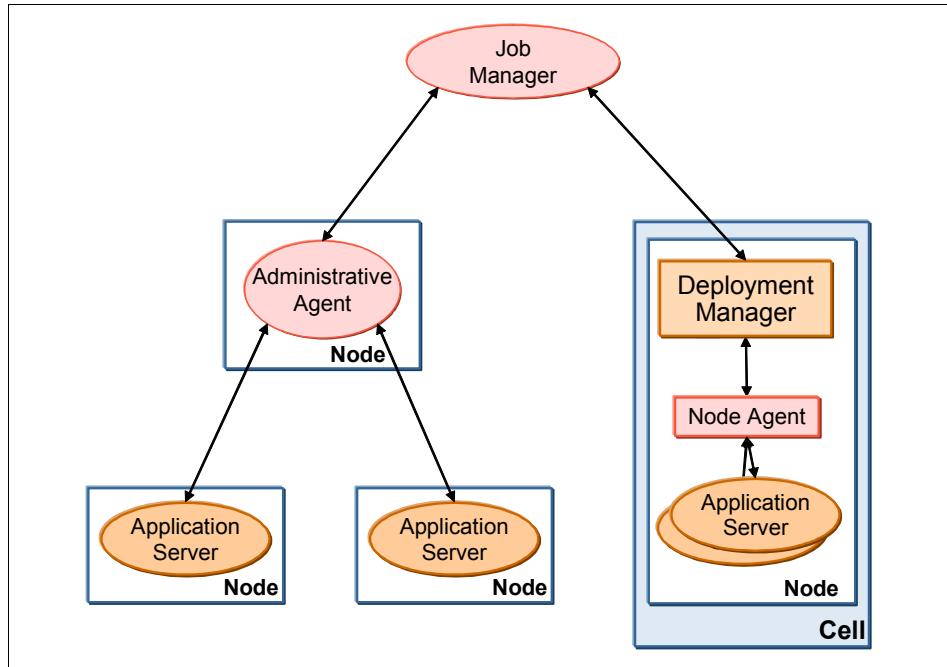 Job
Manager
Administrative
Agent
Node
Deployment
Manager
Node Agent
Application
Server
Node
Application
Server
Node
Application
Server
Node
Cell